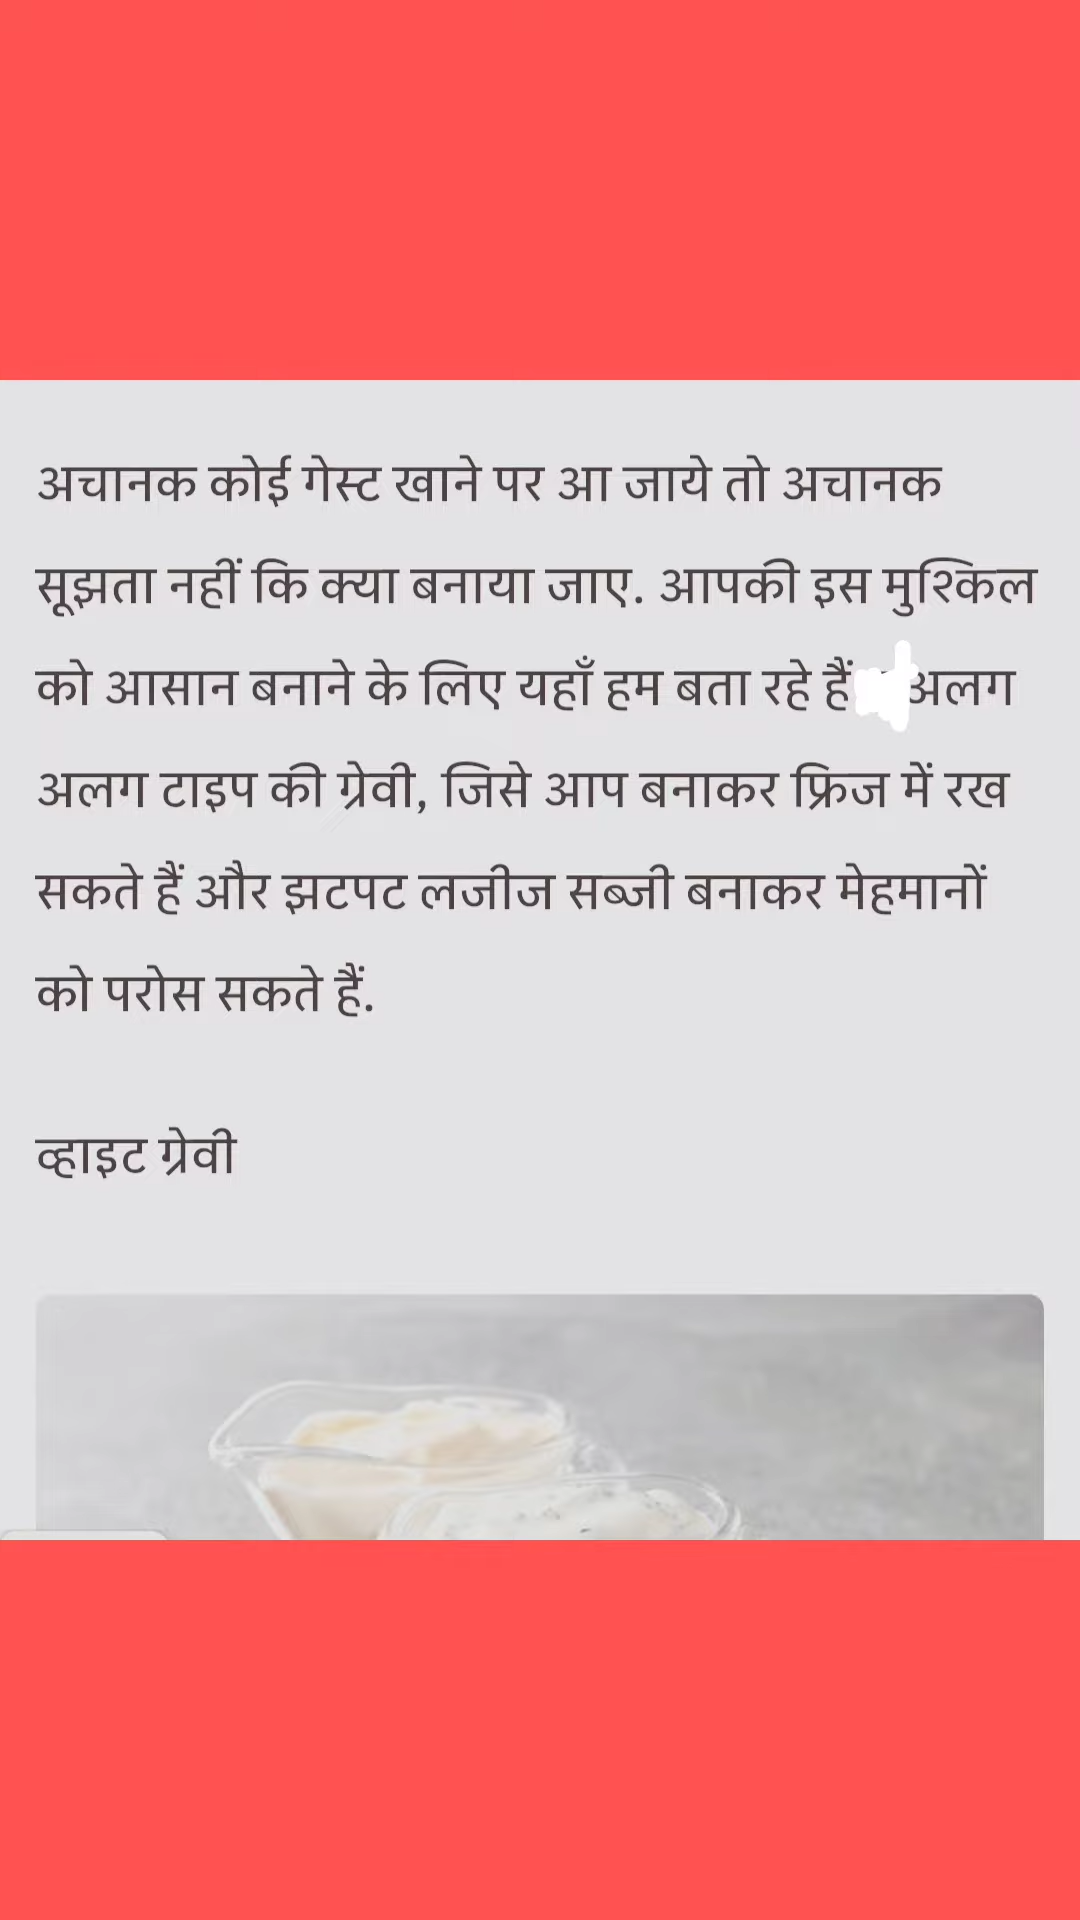 अचानक कोई गेस्ट खाने पर आ जाये तो अचानक
सूझता नहीं कि क्या बनाया जाए. आपकी इस मुश्किल
को आसान बनाने के लिए यहाँ हम बता रहे हैं अलग
अलग टाइप की ग्रेवी, जिसे आप बनाकर फ्रिज में रख
सकते हैं और झटपट लजीज सब्जी बनाकर मेहमानों
को परोस सकते हैं.
व्हाइट ग्रेवी